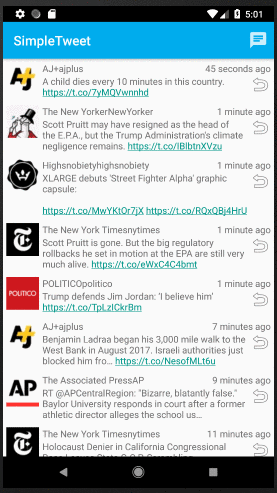 5:01
SimpleTweet
AJ+ajplus 45 seconds ago
A child dies every 10 minutes in this country.
https://t.co/7yMQVwnnhd
The New YorkerNewYorker 1 minute ago
Scott Pruitt may have resigned as the head of
the E.P.A., but the Trump Administration's climate
negligence remains. https://t.co/IBlbtnXVzu
Highsnobietyhighsnobiety 1 minute ago
XLARGE debuts 'Street Fighter Alpha' graphic
capsule:
https://t.co/MwYKtOr7jX https://t.co/RQxQBj4HrU
The New York Timesnytimes 1 minute ago
Scott Pruitt is gone. But the big regulatory
rollbacks he set in motion at the EPA are still very
much alive. https://t.co/eWxC4C4bmt
POLITICO
POLITICOpolitico 1 minute ago
Trump defends Jim Jordan: 'I believe him'
https://t.co/TpLzICkrBm
AJ+ajplus 7 minutes ago
Benjamin Ladraa began his 3,000 mile walk to the
West Bank in August 2017. Israeli authorities just
blocked him fro… https://t.co/NesofMLt6u
AP
The Associated PressAP 9 minutes ago
RT @APCentralRegion: "Bizarre, blatantly false."
Baylor University responds in court after a former
athletic director alleges the school us…
The New York Timesnytimes 11 minutes ago
Holocaust Denier in California Congressional